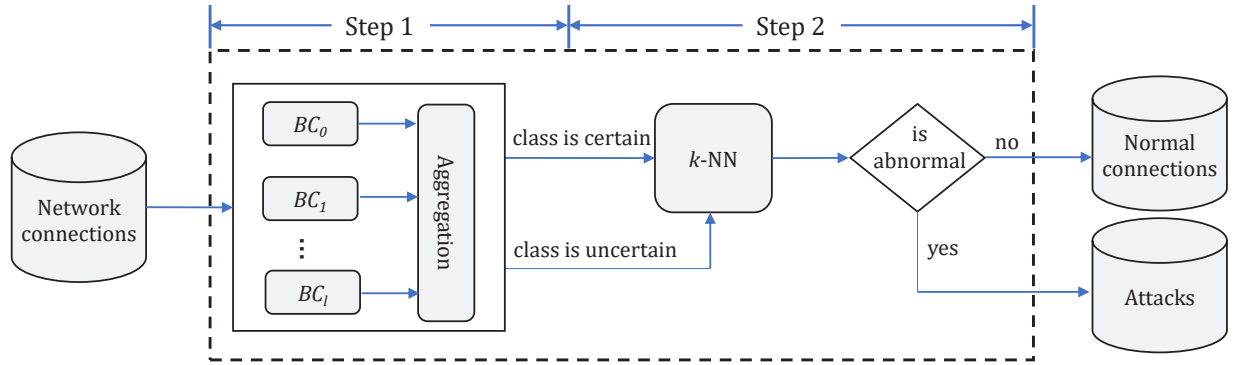 Step 1
Step 2
Network
connections
BC₀
BC₁
⋮
BCₗ
Aggregation
class is certain
class is uncertain
k-NN
is
abnormal
no
yes
Normal
connections
Attacks